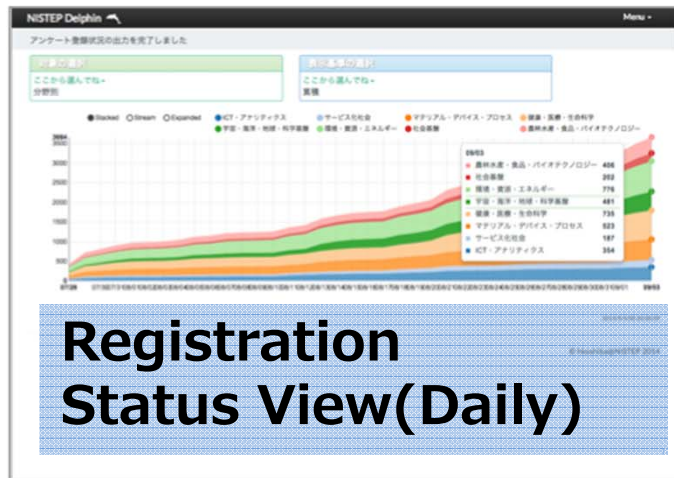 NISTEP Delphin
Menu
アンケート登録状況の出力を完了しました
対象の選択
表示基準の選択
ここから選んでね
ここから選んでね
分野別
累積
Stacked Stream Expanded
ICT・アナリティクス サービス化社会 マテリアル・デバイス・プロセス 健康・医療・生命科学
宇宙・海洋・地球・科学基盤 環境・資源・エネルギー 社会基盤 農林水産・食品・バイオテクノロジー
3694
3500
3000
2500
2000
1500
1000
500
0
09/03
農林水産・食品・バイオテクノロジー 406
社会基盤 202
環境・資源・エネルギー 776
宇宙・海洋・地球・科学基盤 481
健康・医療・生命科学 735
マテリアル・デバイス・プロセス 523
サービス化社会 187
ICT・アナリティクス 354
07/29
09/03
Registration
Status View(Daily)